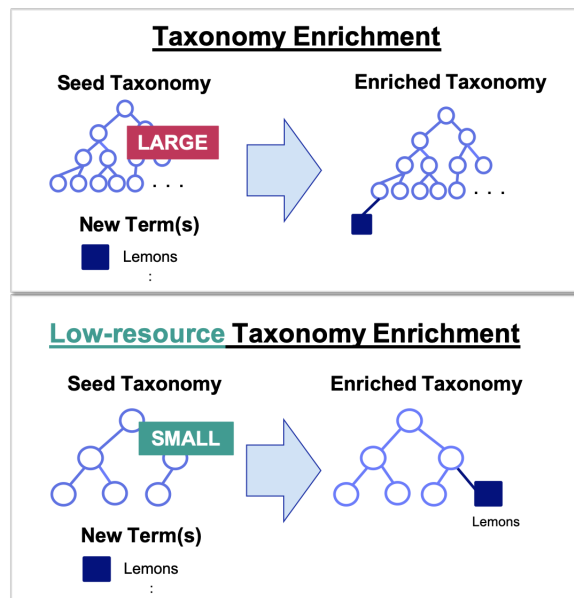 Taxonomy Enrichment
Seed Taxonomy
Enriched Taxonomy
LARGE
. . .
. . .
New Term(s)
Lemons
:
Low-resource Taxonomy Enrichment
Seed Taxonomy
Enriched Taxonomy
SMALL
Lemons
New Term(s)
Lemons
: